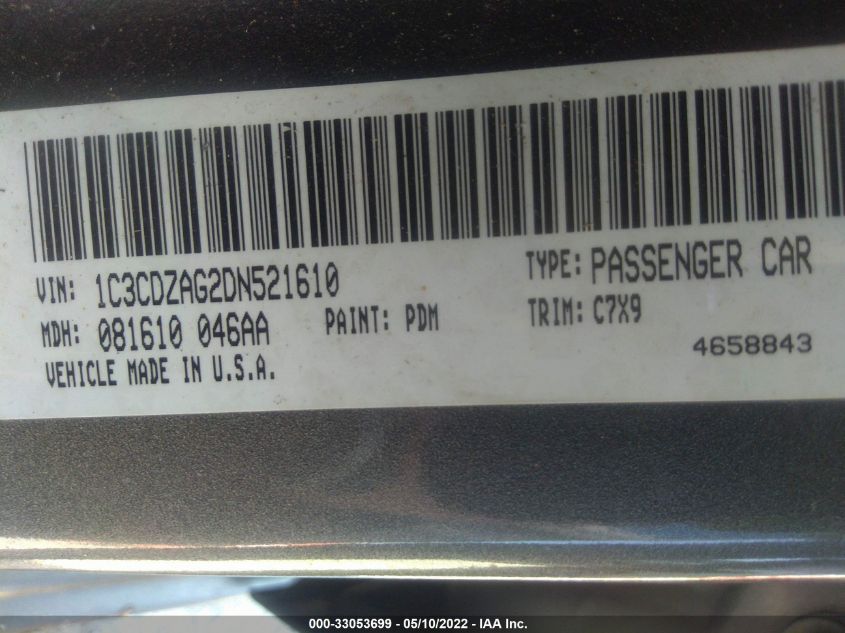 VIN: 1C3CDZAG2DN521610
TYPE: PASSENGER CAR
MDH: 081610 046AA
PAINT: PDM
TRIM: C7X9
VEHICLE MADE IN U.S.A.
4658843
000-33053699 - 05/10/2022 - IAA Inc.